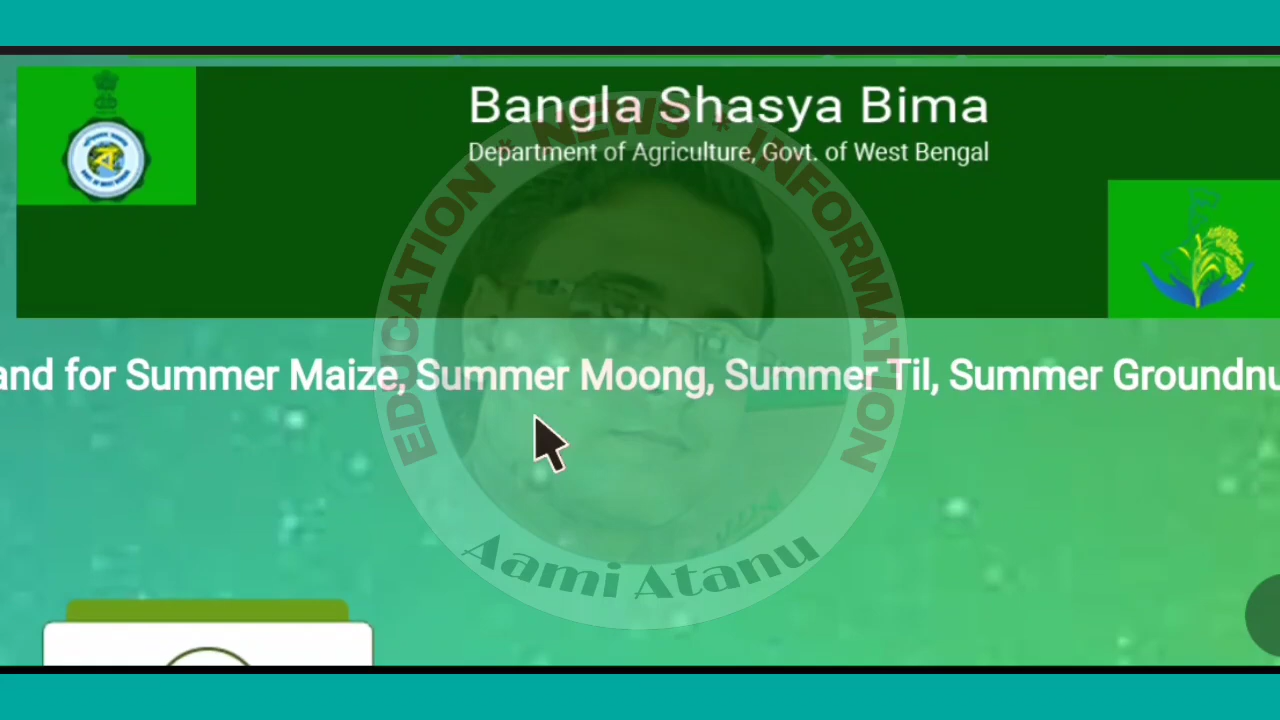 Bangla Shasya Bima
Department of Agriculture, Govt. of West Bengal
and for Summer Maize, Summer Moong, Summer Til, Summer Groundnu
EDUCATION * NEWS * INFORMATION
Aami Atanu